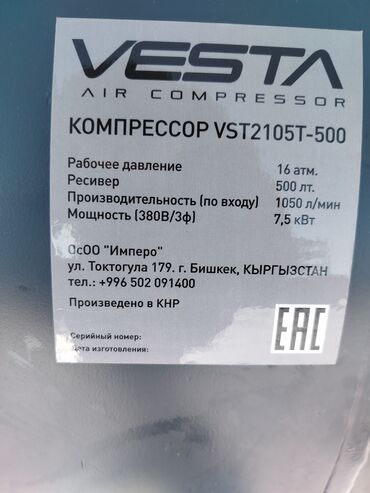 VESTA
AIR COMPRESSOR
КОМПРЕССОР VST2105T-500
Рабочее давление 16 атм.
Ресивер 500 лт.
Производительность (по входу) 1050 л/мин
Мощность (380В/3ф) 7,5 кВт
ОсОО "Имперо"
ул. Токтогула 179. г. Бишкек, КЫРГЫЗСТАН
тел.: +996 502 091400
Произведено в КНР
EAC
Серийный номер:
Дата изготовления: